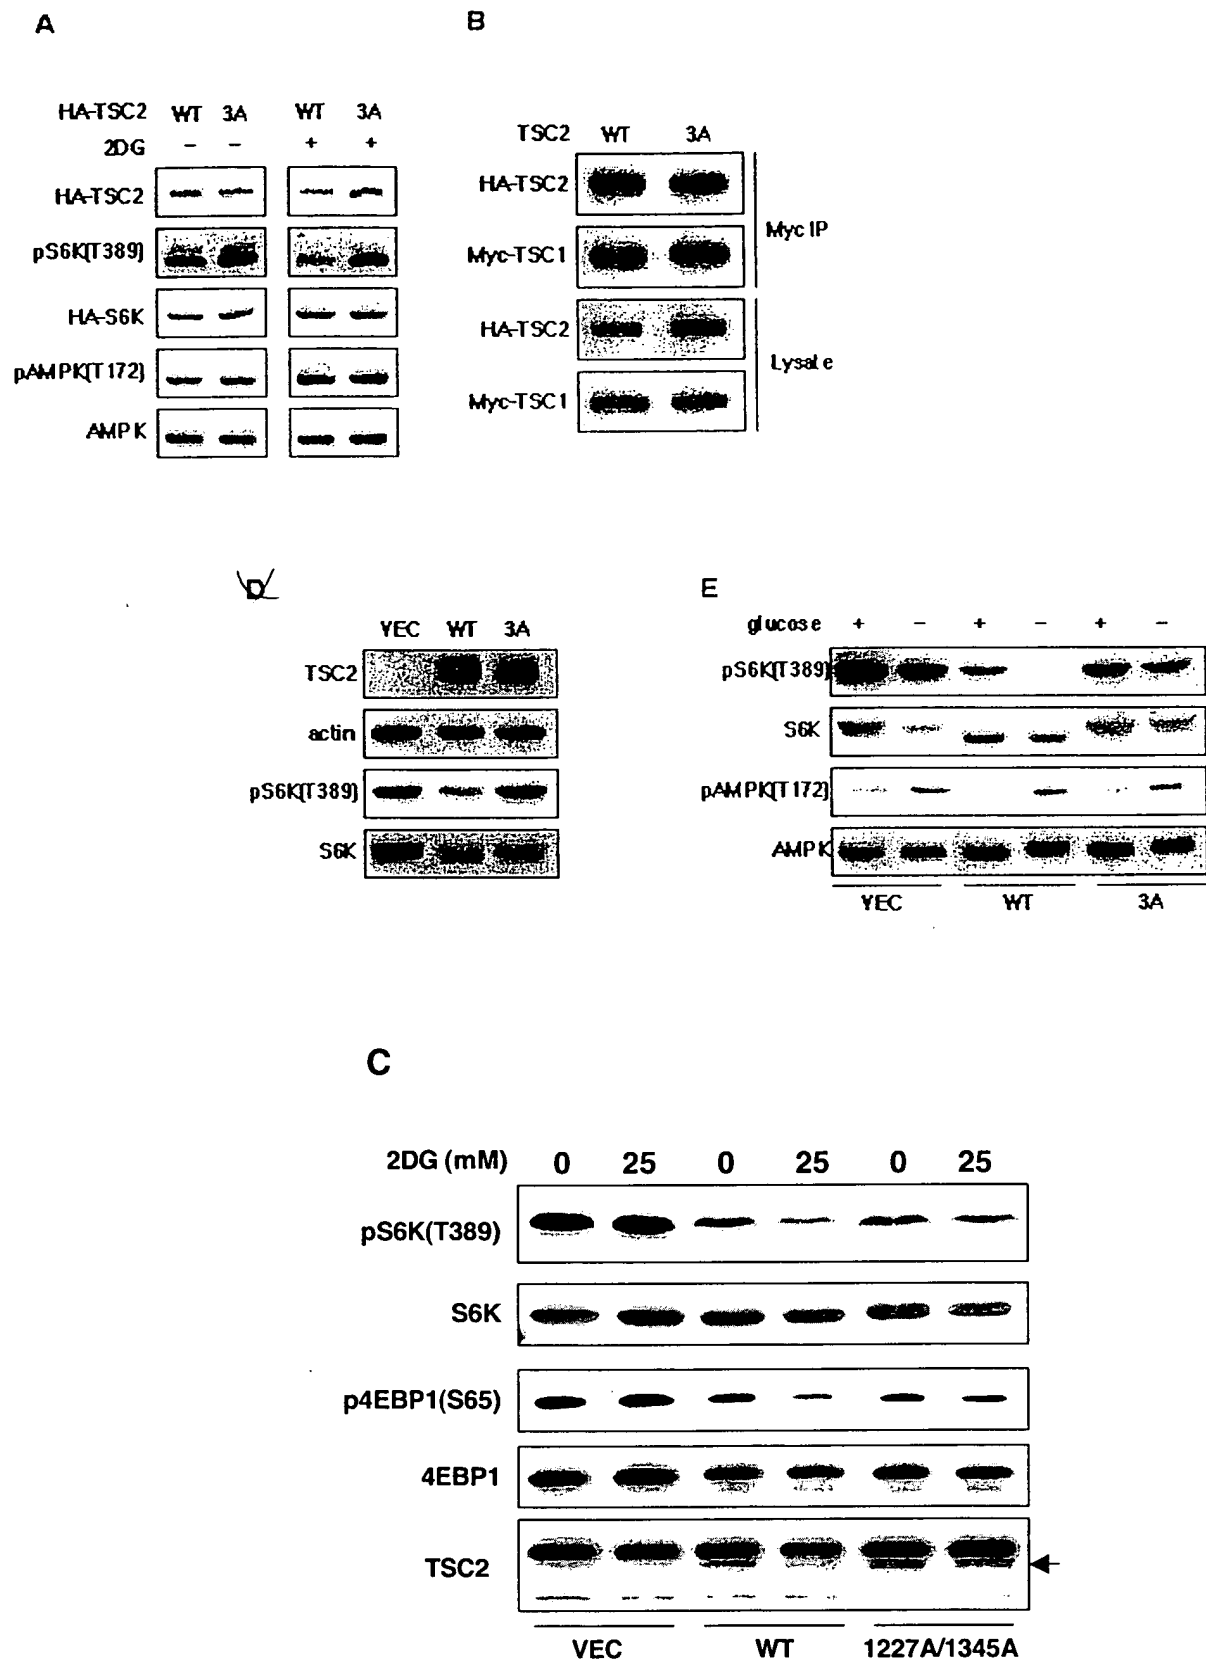 A
HA-TSC2 WT 3A WT 3A
2DG – – + +
HA-TSC2
pS6K[T389]
HA-S6K
pAMPK[T172]
AMPK
B
TSC2 WT 3A
HA-TSC2
Myc-TSC1
Myc IP
HA-TSC2
Myc-TSC1
Lysate
D
VEC WT 3A
TSC2
actin
pS6K[T389]
S6K
E
glucose + – + – + –
pS6K[T389]
S6K
pAMPK[T172]
AMPK
VEC WT 3A
C
2DG (mM) 0 25 0 25 0 25
pS6K(T389)
S6K
p4EBP1(S65)
4EBP1
TSC2
VEC WT 1227A/1345A